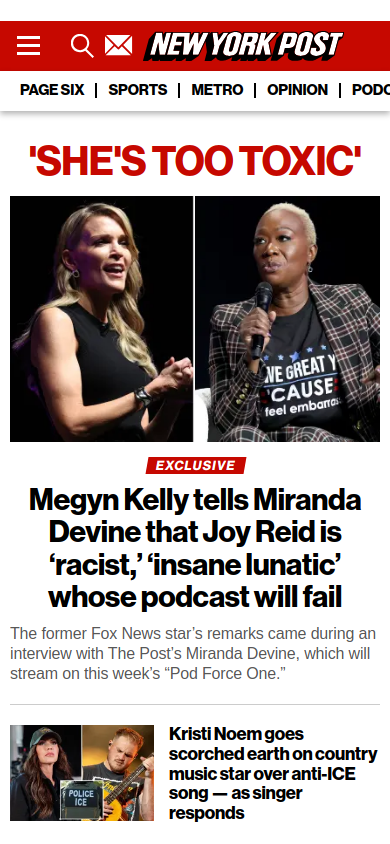 NEW YORK POST
PAGE SIX | SPORTS | METRO | OPINION | PODC
'SHE'S TOO TOXIC'
WE GREAT Y
'CAUSE
feel embarras
EXCLUSIVE
Megyn Kelly tells Miranda
Devine that Joy Reid is
‘racist,’ ‘insane lunatic’
whose podcast will fail
The former Fox News star’s remarks came during an
interview with The Post’s Miranda Devine, which will
stream on this week’s “Pod Force One.”
POLICE
ICE
Kristi Noem goes
scorched earth on country
music star over anti-ICE
song — as singer
responds